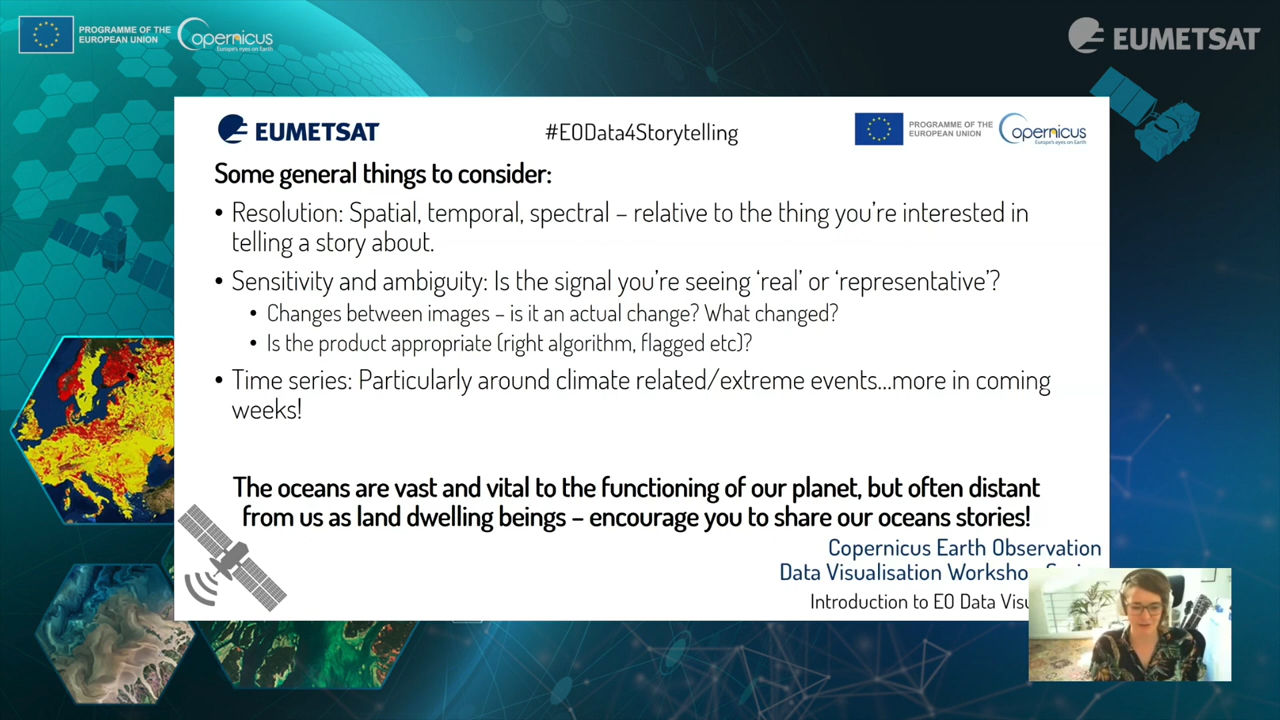 PROGRAMME OF THE
EUROPEAN UNION
Copernicus
Europe's eyes on Earth
EUMETSAT
EUMETSAT
#EOData4Storytelling
PROGRAMME OF THE
EUROPEAN UNION
Copernicus
Europe's eyes on Earth
Some general things to consider:
• Resolution: Spatial, temporal, spectral – relative to the thing you're interested in
telling a story about.
• Sensitivity and ambiguity: Is the signal you're seeing 'real' or 'representative'?
• Changes between images – is it an actual change? What changed?
• Is the product appropriate (right algorithm, flagged etc)?
• Time series: Particularly around climate related/extreme events...more in coming
weeks!
The oceans are vast and vital to the functioning of our planet, but often distant
from us as land dwelling beings – encourage you to share our oceans stories!
Copernicus Earth Observation
Data Visualisation Workshop
Introduction to EO Data